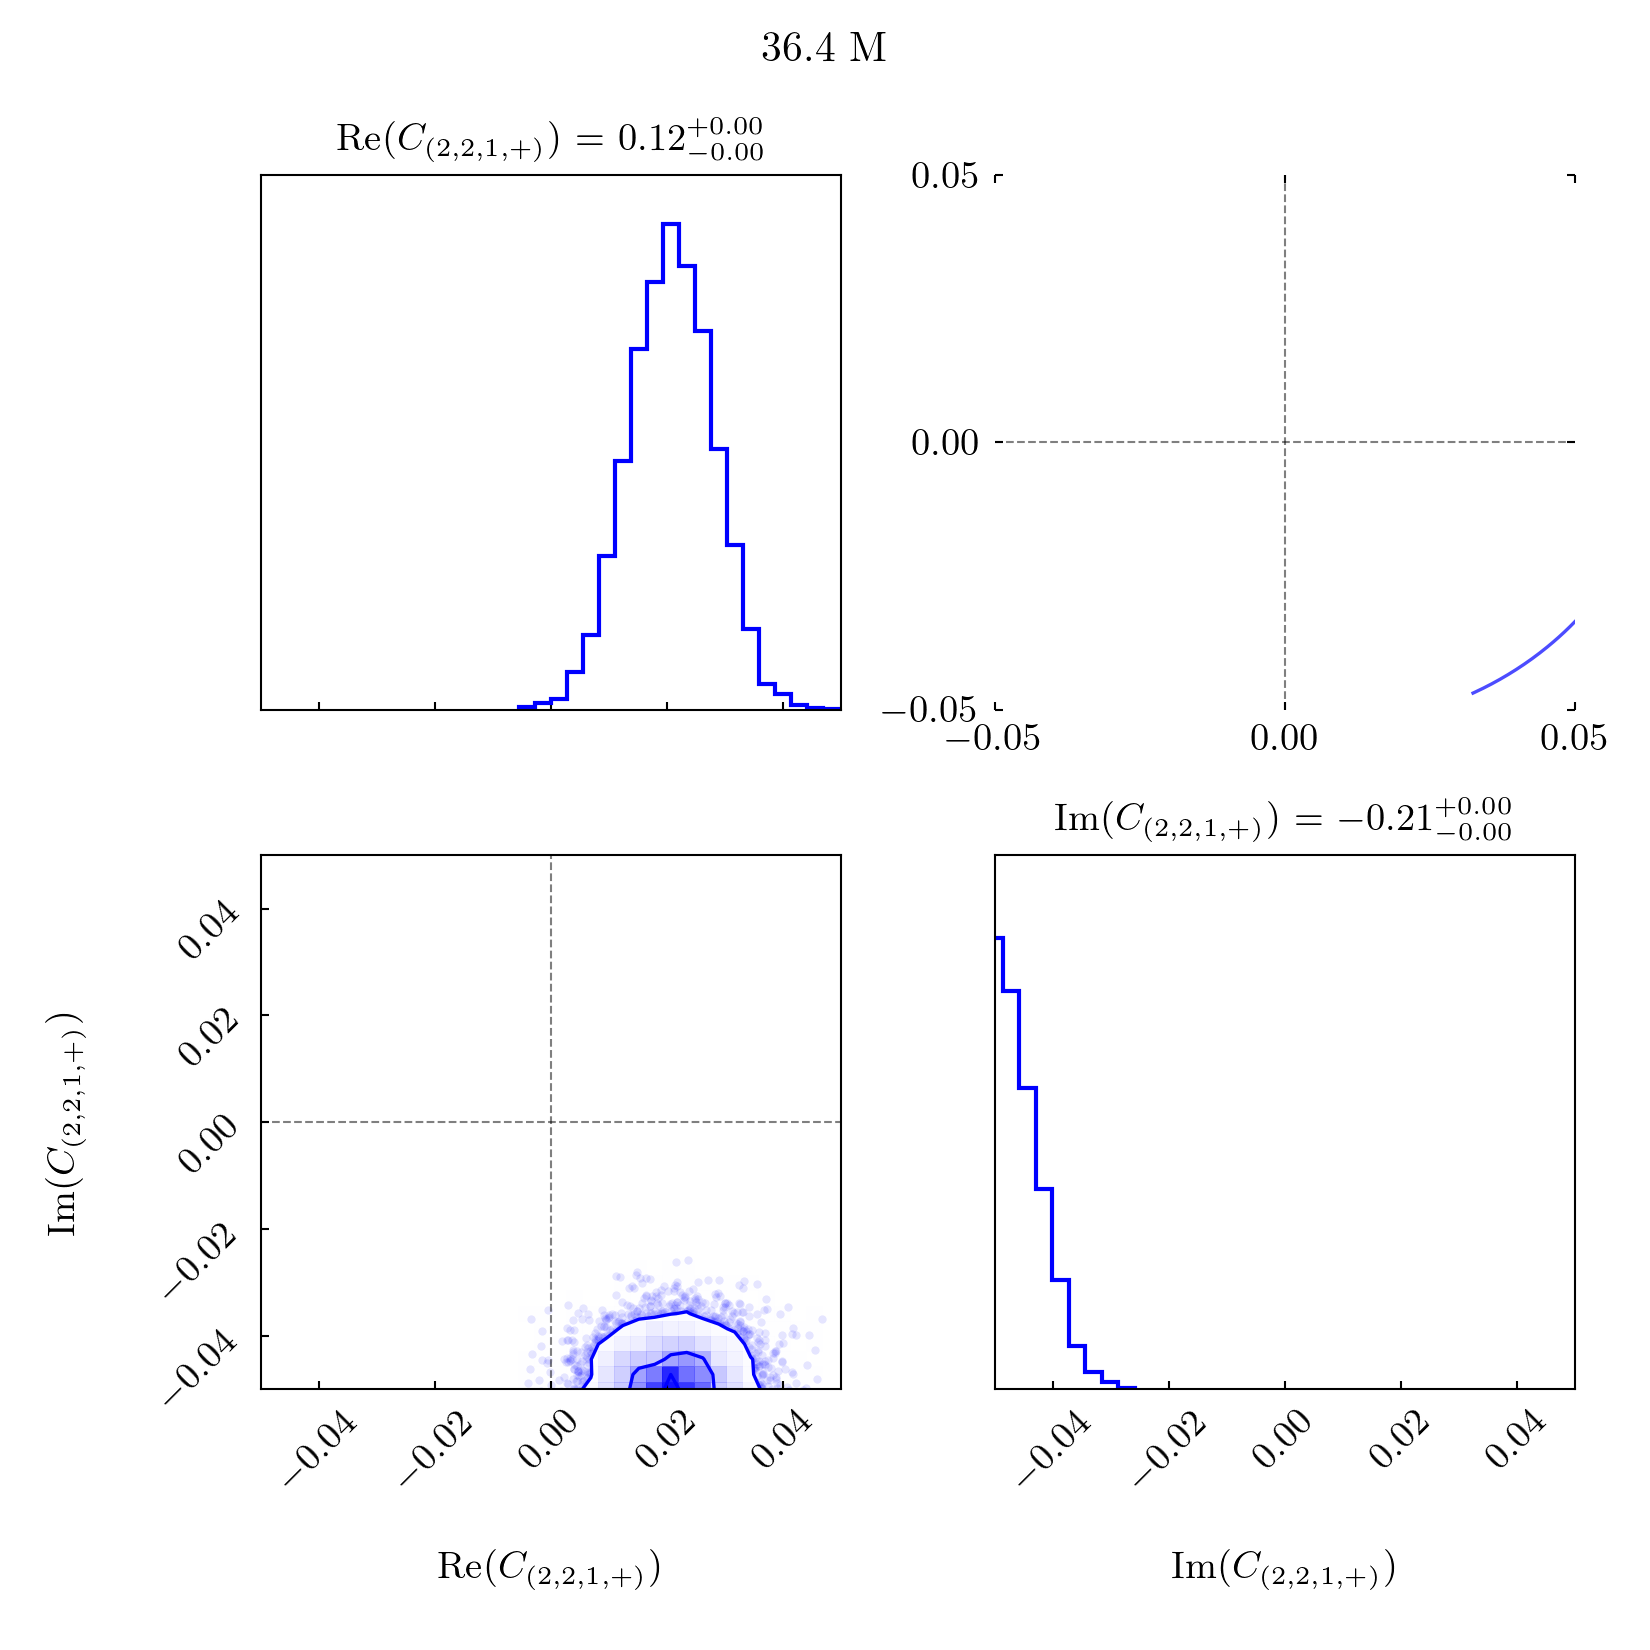 36.4 M
Re(C_(2,2,1,+)) = 0.12^{+0.00}_{−0.00}
0.05
0.00
−0.05
−0.05 0.00 0.05
Im(C_(2,2,1,+)) = −0.21^{+0.00}_{−0.00}
Im(C_(2,2,1,+))
0.04
0.02
0.00
−0.02
−0.04
−0.04 −0.02 0.00 0.02 0.04
−0.04 −0.02 0.00 0.02 0.04
Re(C_(2,2,1,+))
Im(C_(2,2,1,+))